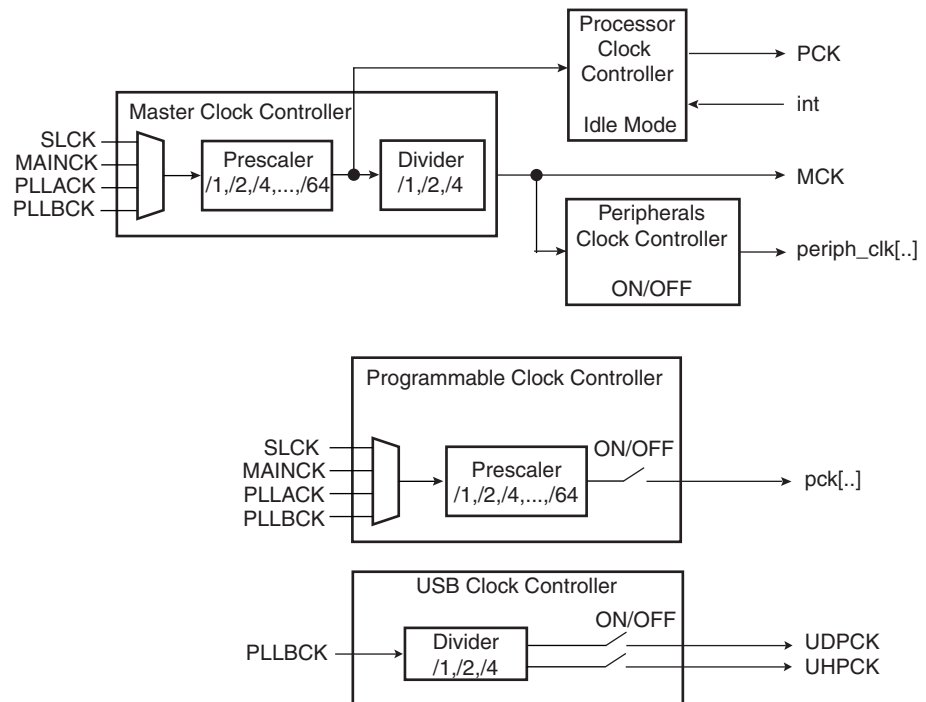 Processor
Clock
Controller
Idle Mode
PCK
int
Master Clock Controller
SLCK
MAINCK
PLLACK
PLLBCK
Prescaler
/1,/2,/4,...,/64
Divider
/1,/2,/4
MCK
Peripherals
Clock Controller
ON/OFF
periph_clk[..]
Programmable Clock Controller
SLCK
MAINCK
PLLACK
PLLBCK
Prescaler
/1,/2,/4,...,/64
ON/OFF
pck[..]
USB Clock Controller
ON/OFF
PLLBCK
Divider
/1,/2,/4
UDPCK
UHPCK